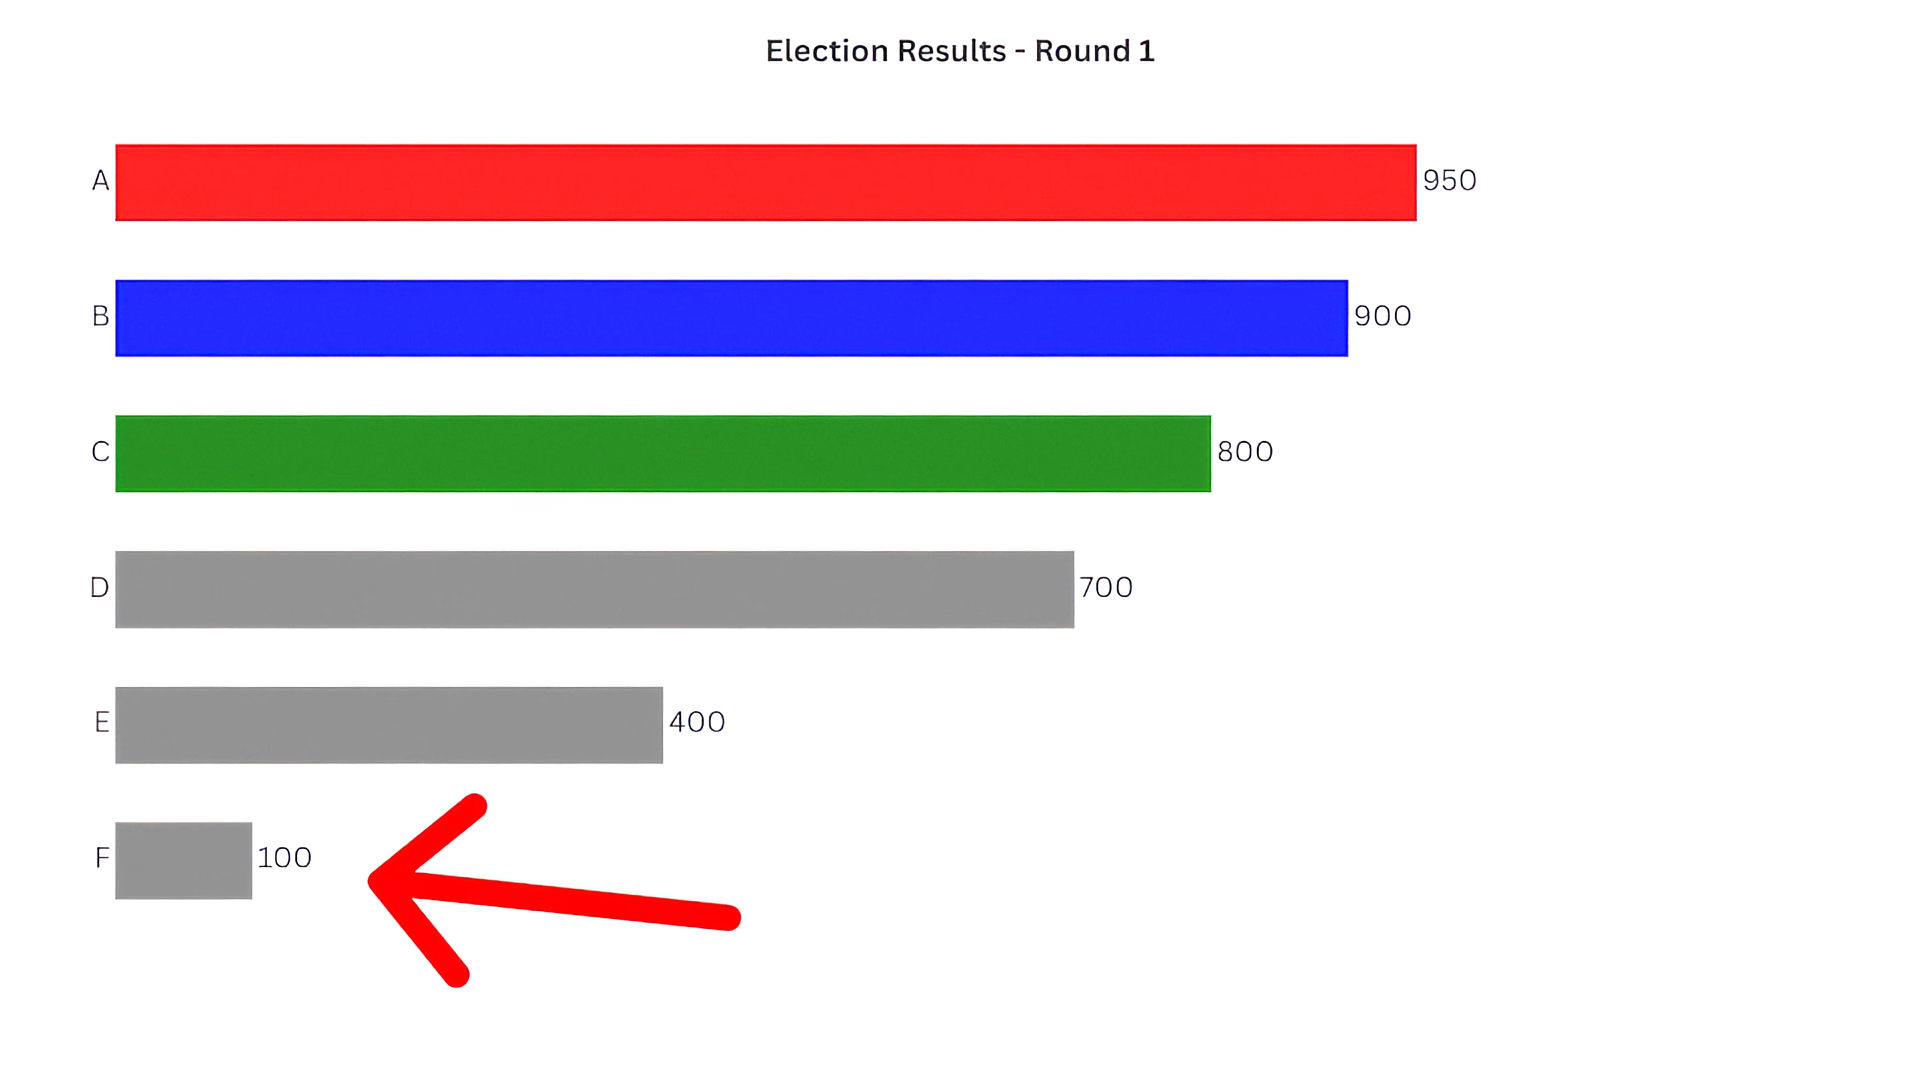 Election Results - Round 1
A 950
B 900
C 800
D 700
E 400
F 100